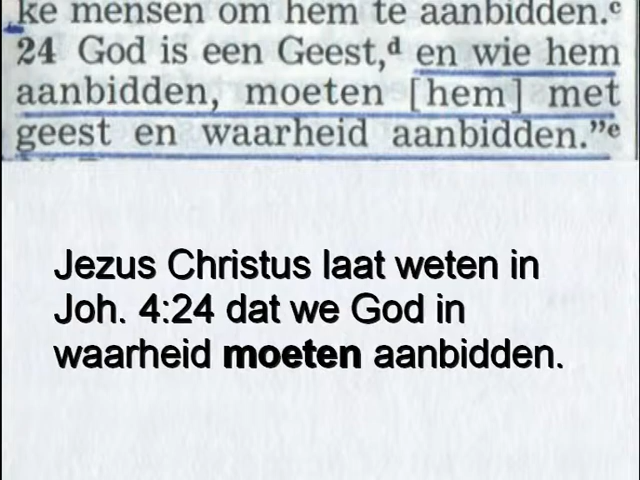 ke mensen om hem te aanbidden.ᶜ
24 God is een Geest,ᵈ en wie hem
aanbidden, moeten [hem] met
geest en waarheid aanbidden.”ᵉ
Jezus Christus laat weten in
Joh. 4:24 dat we God in
waarheid moeten aanbidden.